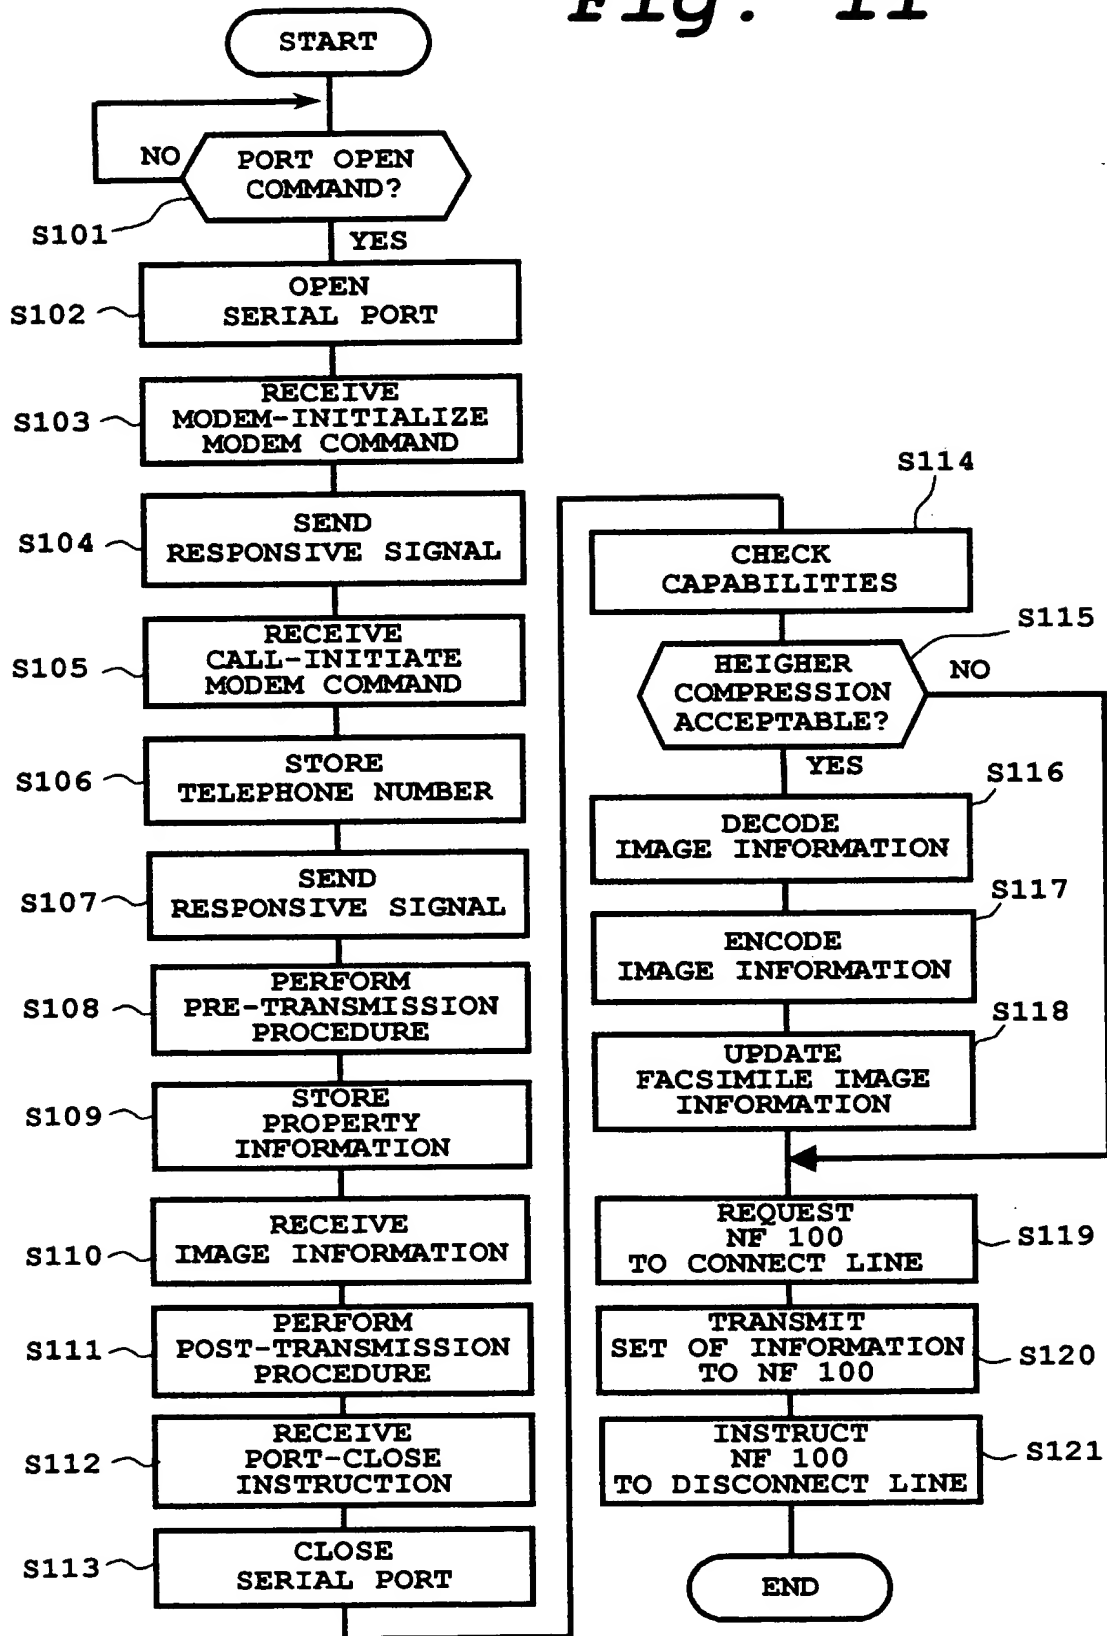 Fig. 11
START
NO
PORT OPEN
COMMAND?
S101
YES
OPEN
SERIAL PORT
S102
RECEIVE
MODEM-INITIALIZE
MODEM COMMAND
S103
SEND
RESPONSIVE SIGNAL
S104
RECEIVE
CALL-INITIATE
MODEM COMMAND
S105
STORE
TELEPHONE NUMBER
S106
SEND
RESPONSIVE SIGNAL
S107
PERFORM
PRE-TRANSMISSION
PROCEDURE
S108
STORE
PROPERTY
INFORMATION
S109
RECEIVE
IMAGE INFORMATION
S110
PERFORM
POST-TRANSMISSION
PROCEDURE
S111
RECEIVE
PORT-CLOSE
INSTRUCTION
S112
CLOSE
SERIAL PORT
S113
S114
CHECK
CAPABILITIES
S115
HEIGHER
COMPRESSION
ACCEPTABLE?
NO
YES
S116
DECODE
IMAGE INFORMATION
S117
ENCODE
IMAGE INFORMATION
S118
UPDATE
FACSIMILE IMAGE
INFORMATION
REQUEST
NF 100
TO CONNECT LINE
S119
TRANSMIT
SET OF INFORMATION
TO NF 100
S120
INSTRUCT
NF 100
TO DISCONNECT LINE
S121
END